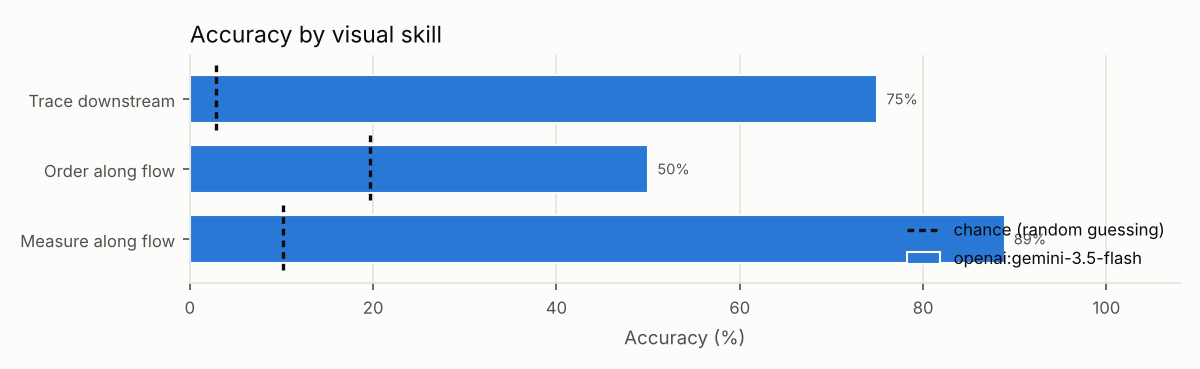 Accuracy by visual skill
Trace downstream
75%
Order along flow
50%
Measure along flow
89%
chance (random guessing)
openai:gemini-3.5-flash
0 20 40 60 80 100
Accuracy (%)